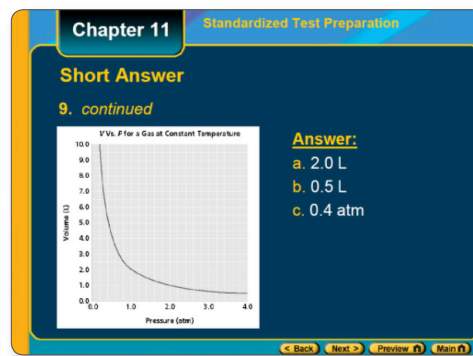 Chapter 11
Standardized Test Preparation
Short Answer
9. continued
V Vs. P for a Gas at Constant Temperature
10.0
9.0
8.0
7.0
6.0
5.0
4.0
3.0
2.0
1.0
0.0
Volume (L)
0.0 1.0 2.0 3.0 4.0
Pressure (atm)
Answer:
a. 2.0 L
b. 0.5 L
c. 0.4 atm
< Back Next > Preview Main